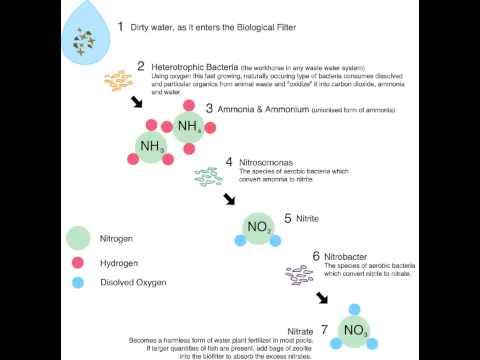 1 Dirty water, as it enters the Biological Filter
2 Heterotrophic Bacteria (the workhorse in any waste water system)
Using oxygen this fast growing, naturally occuring type of bacteria consumes dissolved
and particular organics from animal waste and "oxidize" it into carbon dioxide, ammonia
and water.
3 Ammonia & Ammonium (unionised form of ammonia)
NH4
NH3
4 Nitrosomonas
The species of aerobic bacteria which
convert amonnia to nitrite.
NO2
5 Nitrite
Nitrogen
Hydrogen
Disolved Oxygen
6 Nitrobacter
The species of aerobic bacteria
which convert nitrite to nitrate.
Nitrate 7
NO3
Becomes a harmless form of water plant fertilizer in most pools.
If larger quantities of fish are present, add bags of zeolite
into the biofilter to absorb the excess nitrates.